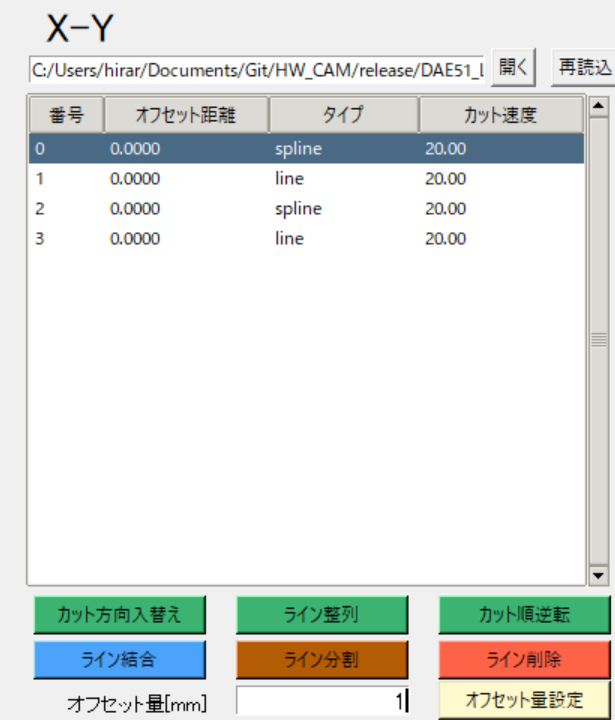 X-Y
C:/Users/hirar/Documents/Git/HW_CAM/release/DAE51_L 開く 再読込
番号 オフセット距離 タイプ カット速度
0 0.0000 spline 20.00
1 0.0000 line 20.00
2 0.0000 spline 20.00
3 0.0000 line 20.00
カット方向入替え ライン整列 カット順逆転
ライン結合 ライン分割 ライン削除
オフセット量[mm] 1 オフセット量設定